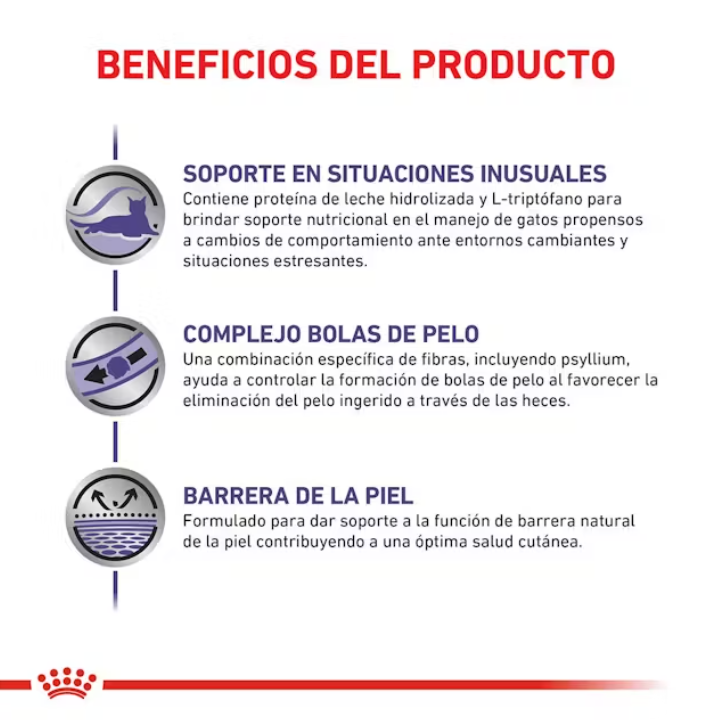 BENEFICIOS DEL PRODUCTO
SOPORTE EN SITUACIONES INUSUALES
Contiene proteína de leche hidrolizada y L-triptófano para
brindar soporte nutricional en el manejo de gatos propensos
a cambios de comportamiento ante entornos cambiantes y
situaciones estresantes.
COMPLEJO BOLAS DE PELO
Una combinación específica de fibras, incluyendo psyllium,
ayuda a controlar la formación de bolas de pelo al favorecer la
eliminación del pelo ingerido a través de las heces.
BARRERA DE LA PIEL
Formulado para dar soporte a la función de barrera natural
de la piel contribuyendo a una óptima salud cutánea.